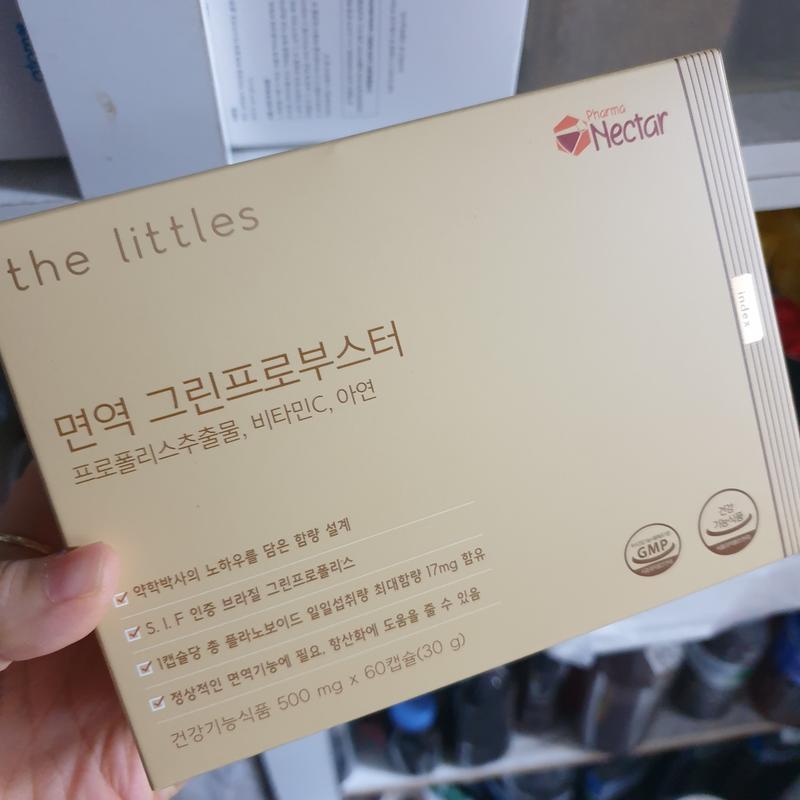 Pharma
Nectar
the littles
index
면역 그린프로부스터
프로폴리스추출물, 비타민C, 아연
약학박사의 노하우를 담은 함량 설계
S. I. F 인증 브라질 그린프로폴리스
1캡슐당 총 플라노보이드 일일섭취량 최대함량 17mg 함유
정상적인 면역기능에 필요, 항산화에 도움을 줄 수 있음
건강기능식품 500 mg x 60캡슐(30 g)
GMP
건강
기능식품